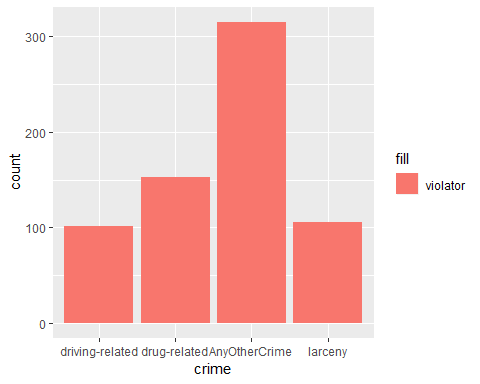 300
200
100
0
count
driving-related drug-related AnyOtherCrime larceny
crime
fill
violator